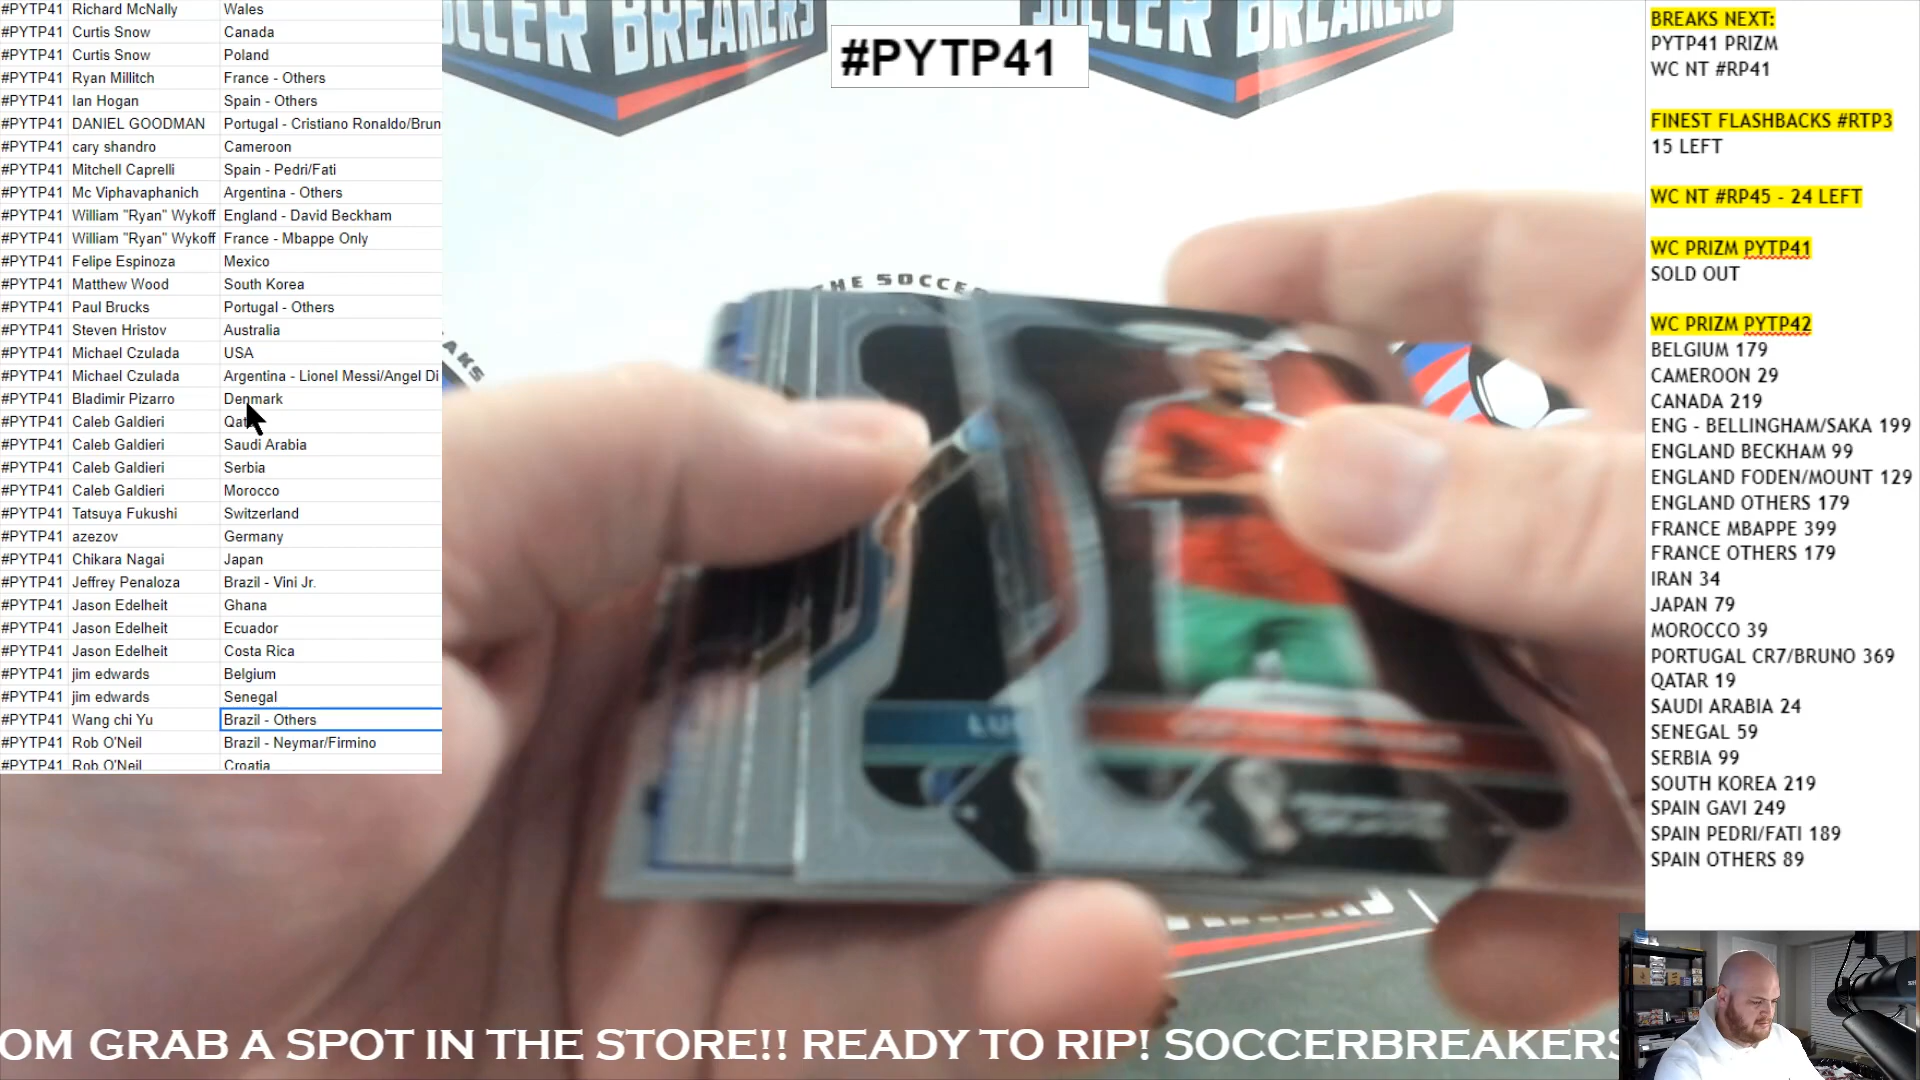 #PYTP41 Richard McNally Wales
#PYTP41 Curtis Snow Canada
#PYTP41 Curtis Snow Poland
#PYTP41 Ryan Millitch France - Others
#PYTP41 Ian Hogan Spain - Others
#PYTP41 DANIEL GOODMAN Portugal - Cristiano Ronaldo/Brun
#PYTP41 cary shandro Cameroon
#PYTP41 Mitchell Caprelli Spain - Pedri/Fati
#PYTP41 Mc Viphavaphanich Argentina - Others
#PYTP41 William "Ryan" Wykoff England - David Beckham
#PYTP41 William "Ryan" Wykoff France - Mbappe Only
#PYTP41 Felipe Espinoza Mexico
#PYTP41 Matthew Wood South Korea
#PYTP41 Paul Brucks Portugal - Others
#PYTP41 Steven Hristov Australia
#PYTP41 Michael Czulada USA
#PYTP41 Michael Czulada Argentina - Lionel Messi/Angel Di
#PYTP41 Bladimir Pizarro Denmark
#PYTP41 Caleb Galdieri
#PYTP41 Caleb Galdieri Saudi Arabia
#PYTP41 Caleb Galdieri Serbia
#PYTP41 Caleb Galdieri Morocco
#PYTP41 Tatsuya Fukushi Switzerland
#PYTP41 azezov Germany
#PYTP41 Chikara Nagai Japan
#PYTP41 Jeffrey Penaloza Brazil - Vini Jr.
#PYTP41 Jason Edelheit Ghana
#PYTP41 Jason Edelheit Ecuador
#PYTP41 Jason Edelheit Costa Rica
#PYTP41 jim edwards Belgium
#PYTP41 jim edwards Senegal
#PYTP41 Wang chi Yu Brazil - Others
#PYTP41 Rob O'Neil Brazil - Neymar/Firmino
#PYTP41 Rob O'Neil Croatia
#PYTP41
SOCCER BREAKERS
THE SOCCE
AKS
LU
BREAKS NEXT:
PYTP41 PRIZM
WC NT #RP41
FINEST FLASHBACKS #RTP3
15 LEFT
WC NT #RP45 - 24 LEFT
WC PRIZM PYTP41
SOLD OUT
WC PRIZM PYTP42
BELGIUM 179
CAMEROON 29
CANADA 219
ENG - BELLINGHAM/SAKA 199
ENGLAND BECKHAM 99
ENGLAND FODEN/MOUNT 129
ENGLAND OTHERS 179
FRANCE MBAPPE 399
FRANCE OTHERS 179
IRAN 34
JAPAN 79
MOROCCO 39
PORTUGAL CR7/BRUNO 369
QATAR 19
SAUDI ARABIA 24
SENEGAL 59
SERBIA 99
SOUTH KOREA 219
SPAIN GAVI 249
SPAIN PEDRI/FATI 189
SPAIN OTHERS 89
OM GRAB A SPOT IN THE STORE!! READY TO RIP! SOCCERBREAKERS